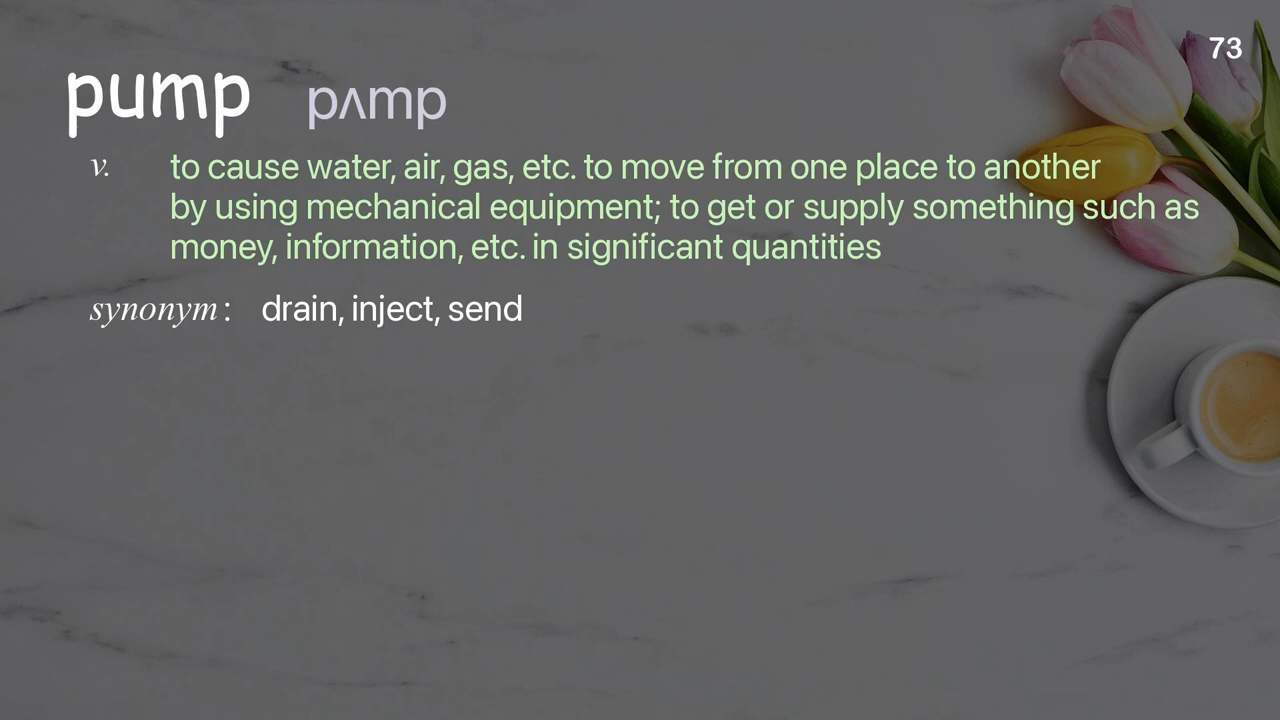 73
pump pʌmp
v. to cause water, air, gas, etc. to move from one place to another
by using mechanical equipment; to get or supply something such as
money, information, etc. in significant quantities
synonym: drain, inject, send